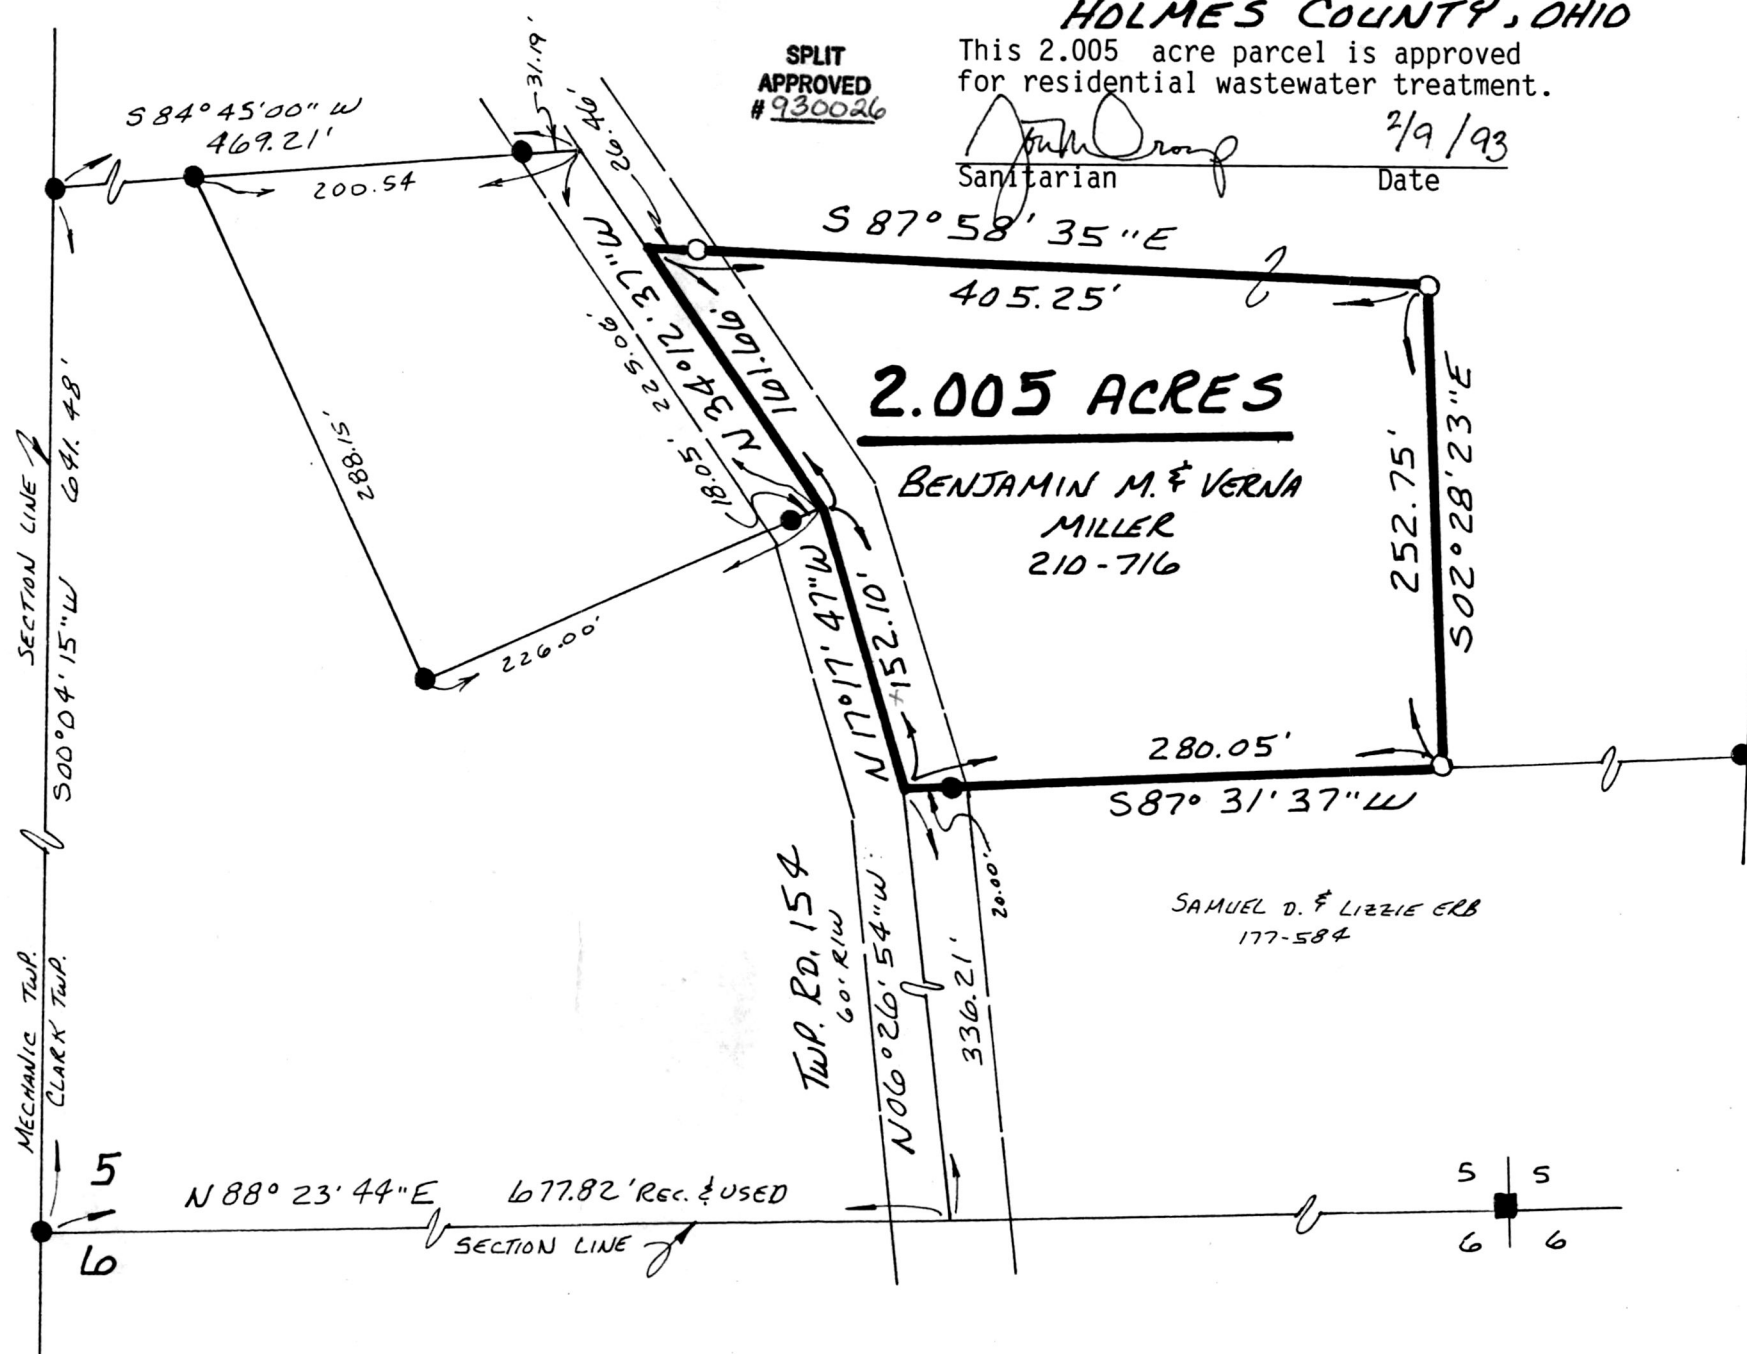 HOLMES COUNTY, OHIO
SPLIT
APPROVED
#930026
This 2.005 acre parcel is approved
for residential wastewater treatment.
2/9/93
Sanitarian
Date
S 84° 45' 00" W
469.21'
200.54
31.19'
26.46'
S 87° 58' 35" E
405.25'
N 34° 12' 37" W
161.66'
225.06'
18.05'
288.15'
226.00'
2.005 ACRES
BENJAMIN M. & VERNA
MILLER
210-716
252.75'
S 02° 28' 23" E
SECTION LINE
641.48'
S00° 04' 15" W
N 17° 17' 47" W
152.10'
280.05'
S87° 31' 37" W
20.00'
TWP. RD. 154
60' R/W
N06° 26' 54" W
336.21'
SAMUEL D. & LIZZIE ERB
177-584
MECHANIC TWP.
CLARK TWP.
5
6
N 88° 23' 44" E 677.82' REC. & USED
SECTION LINE
5 5
6 6